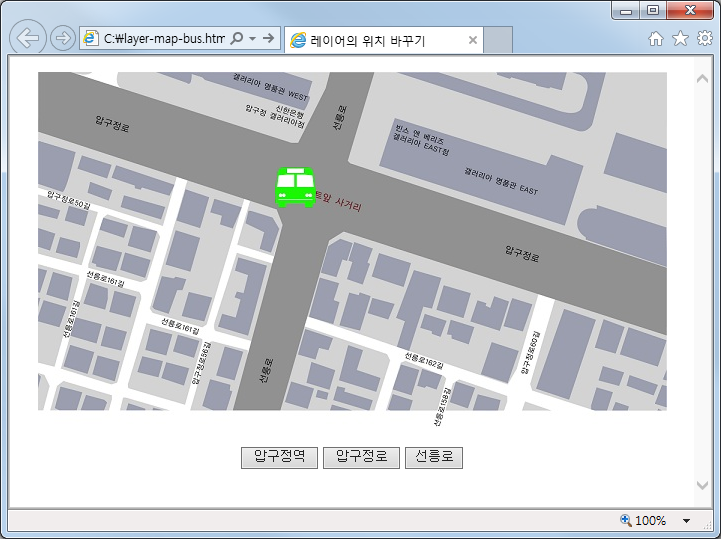 C:\layer-map-bus.htm
레이어의 위치 바꾸기
갤러리아 명품관 WEST
신한은행
압구정 갤러리아점
선릉로
압구정로
빈스 앤 베리즈
갤러리아 EAST점
갤러리아 명품관 EAST
트앞 사거리
압구정로50길
압구정로
선릉로161길
선릉로161길
선릉로161길
압구정로56길
선릉로
선릉로162길
압구정로60길
선릉로158길
압구정역
압구정로
선릉로
100%